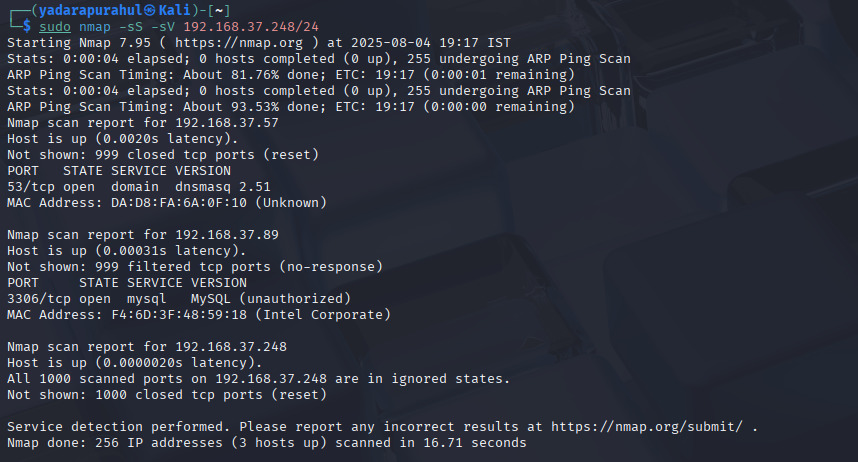 ┌──(yadarapurahul㉿Kali)-[~]
└─$ sudo nmap -sS -sV 192.168.37.248/24
Starting Nmap 7.95 ( https://nmap.org ) at 2025-08-04 19:17 IST
Stats: 0:00:04 elapsed; 0 hosts completed (0 up), 255 undergoing ARP Ping Scan
ARP Ping Scan Timing: About 81.76% done; ETC: 19:17 (0:00:01 remaining)
Stats: 0:00:04 elapsed; 0 hosts completed (0 up), 255 undergoing ARP Ping Scan
ARP Ping Scan Timing: About 93.53% done; ETC: 19:17 (0:00:00 remaining)
Nmap scan report for 192.168.37.57
Host is up (0.0020s latency).
Not shown: 999 closed tcp ports (reset)
PORT   STATE SERVICE VERSION
53/tcp open  domain  dnsmasq 2.51
MAC Address: DA:D8:FA:6A:0F:10 (Unknown)

Nmap scan report for 192.168.37.89
Host is up (0.00031s latency).
Not shown: 999 filtered tcp ports (no-response)
PORT     STATE SERVICE VERSION
3306/tcp open  mysql   MySQL (unauthorized)
MAC Address: F4:6D:3F:48:59:18 (Intel Corporate)

Nmap scan report for 192.168.37.248
Host is up (0.0000020s latency).
All 1000 scanned ports on 192.168.37.248 are in ignored states.
Not shown: 1000 closed tcp ports (reset)

Service detection performed. Please report any incorrect results at https://nmap.org/submit/ .
Nmap done: 256 IP addresses (3 hosts up) scanned in 16.71 seconds